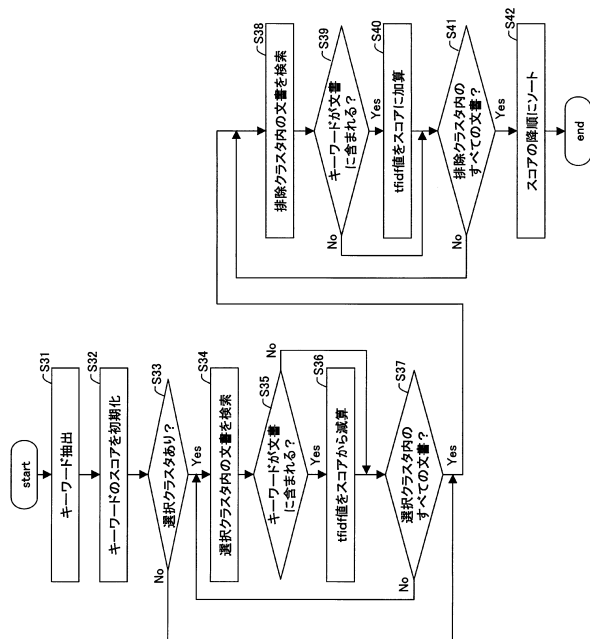 start
S31
キーワード抽出
S32
キーワードのスコアを初期化
S33
選択クラスタあり？
No
Yes
S34
選択クラスタ内の文書を検索
S35
キーワードが文書
に含まれる？
No
Yes
S36
tfidf値をスコアから減算
S37
選択クラスタ内の
すべての文書？
No
Yes
S38
排除クラスタ内の文書を検索
S39
キーワードが文書
に含まれる？
No
Yes
S40
tfidf値をスコアに加算
S41
排除クラスタ内の
すべての文書？
No
Yes
S42
スコアの降順にソート
end